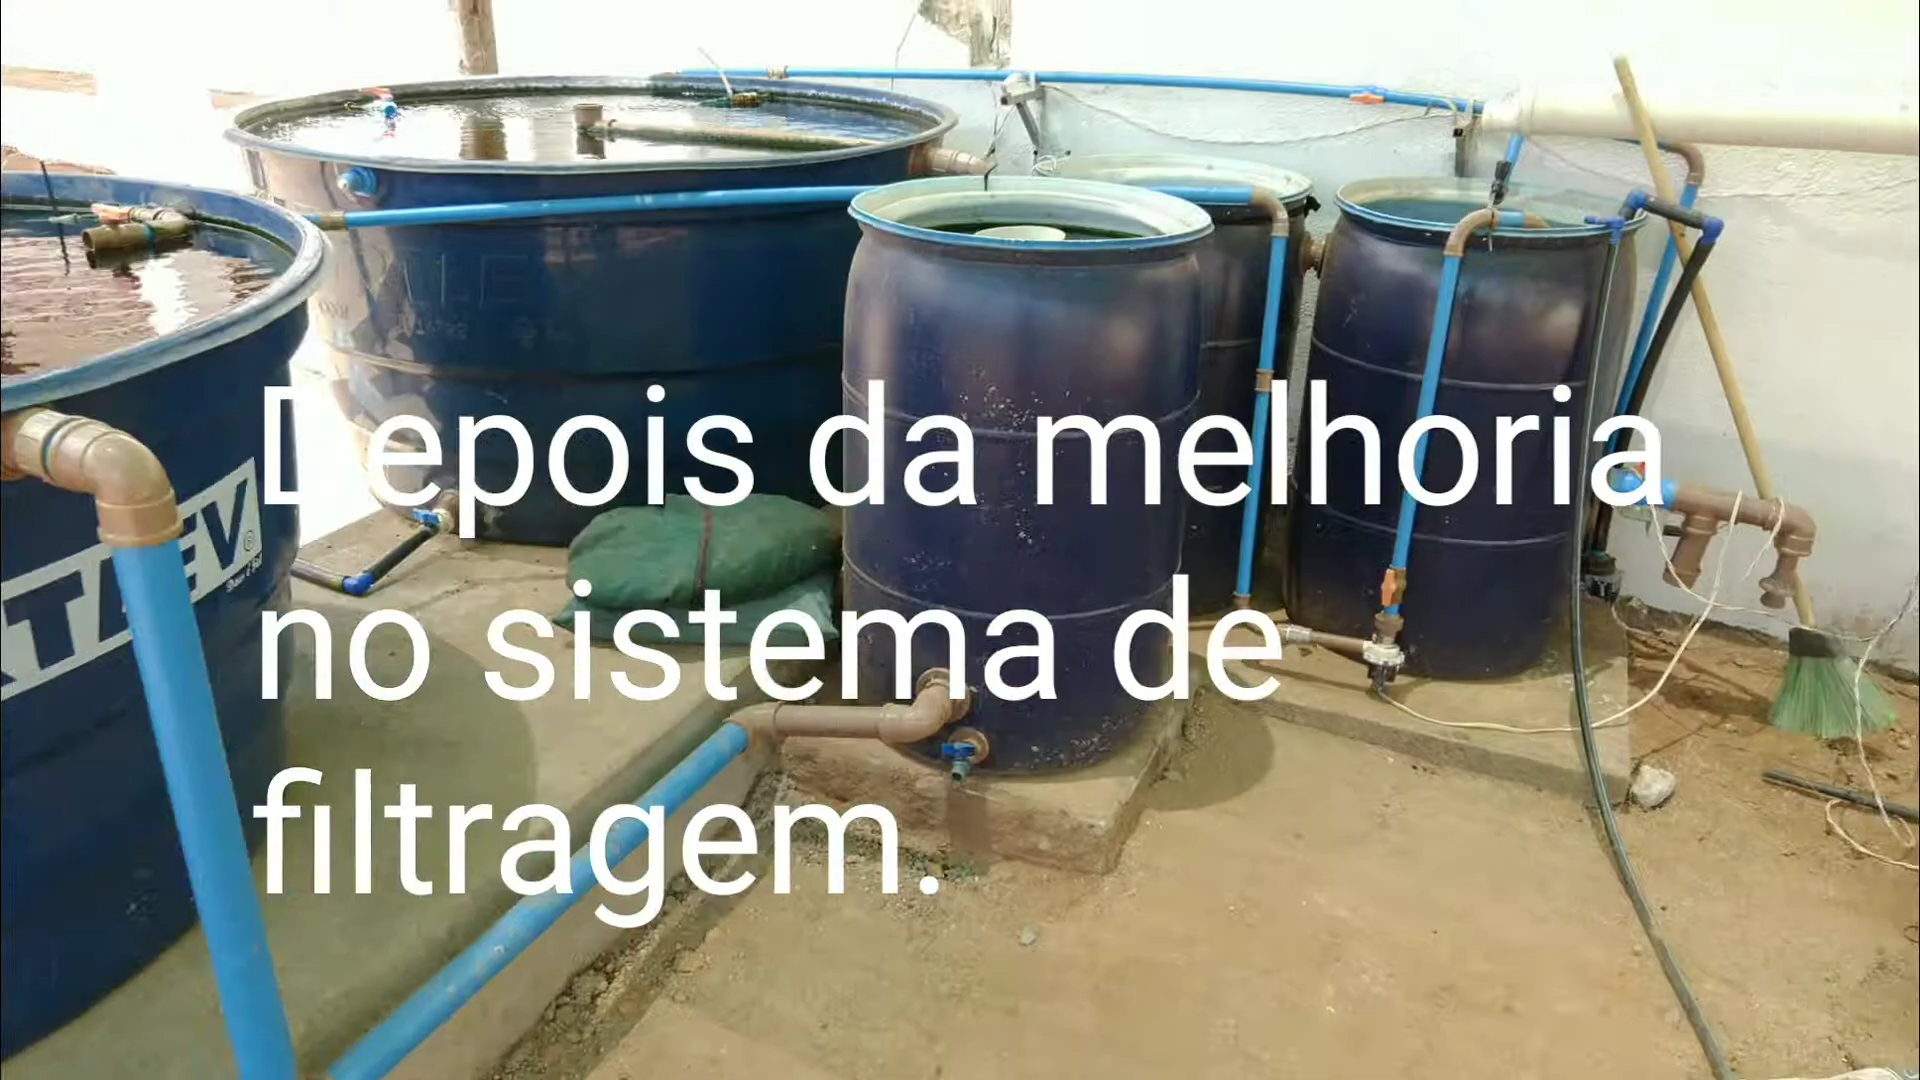 Depois da melhoria
no sistema de
filtragem.